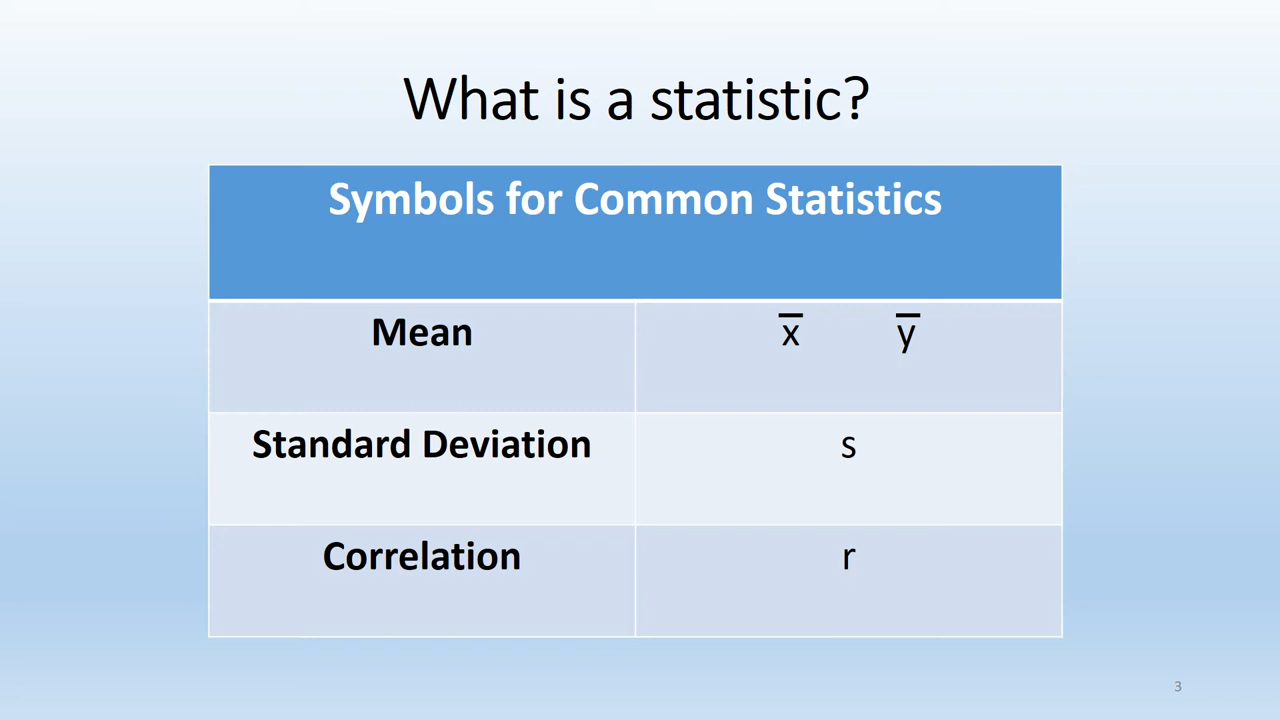 What is a statistic?
Symbols for Common Statistics
Mean x̅ y̅
Standard Deviation s
Correlation r
3